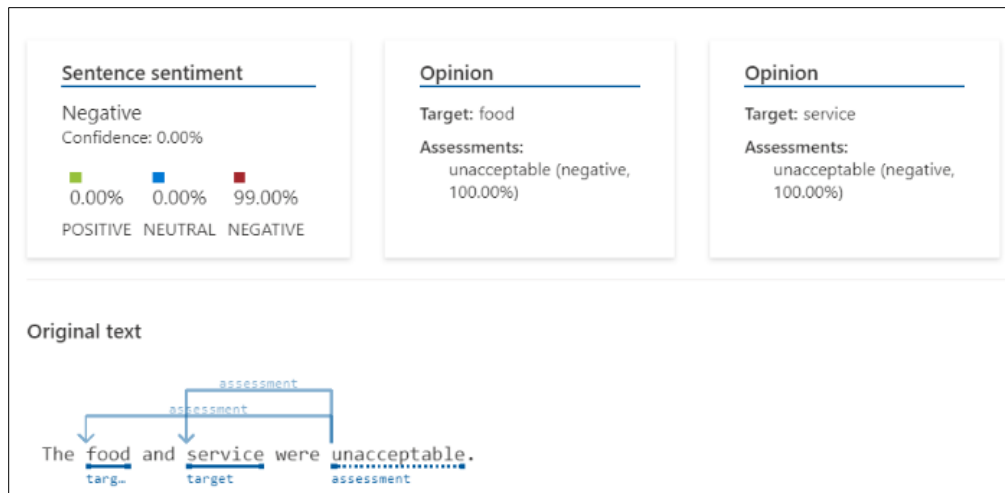 Sentence sentiment
Negative
Confidence: 0.00%
0.00% 0.00% 99.00%
POSITIVE NEUTRAL NEGATIVE
Opinion
Target: food
Assessments:
unacceptable (negative,
100.00%)
Opinion
Target: service
Assessments:
unacceptable (negative,
100.00%)
Original text
assessment
assessment
The food and service were unacceptable.
targ… target assessment